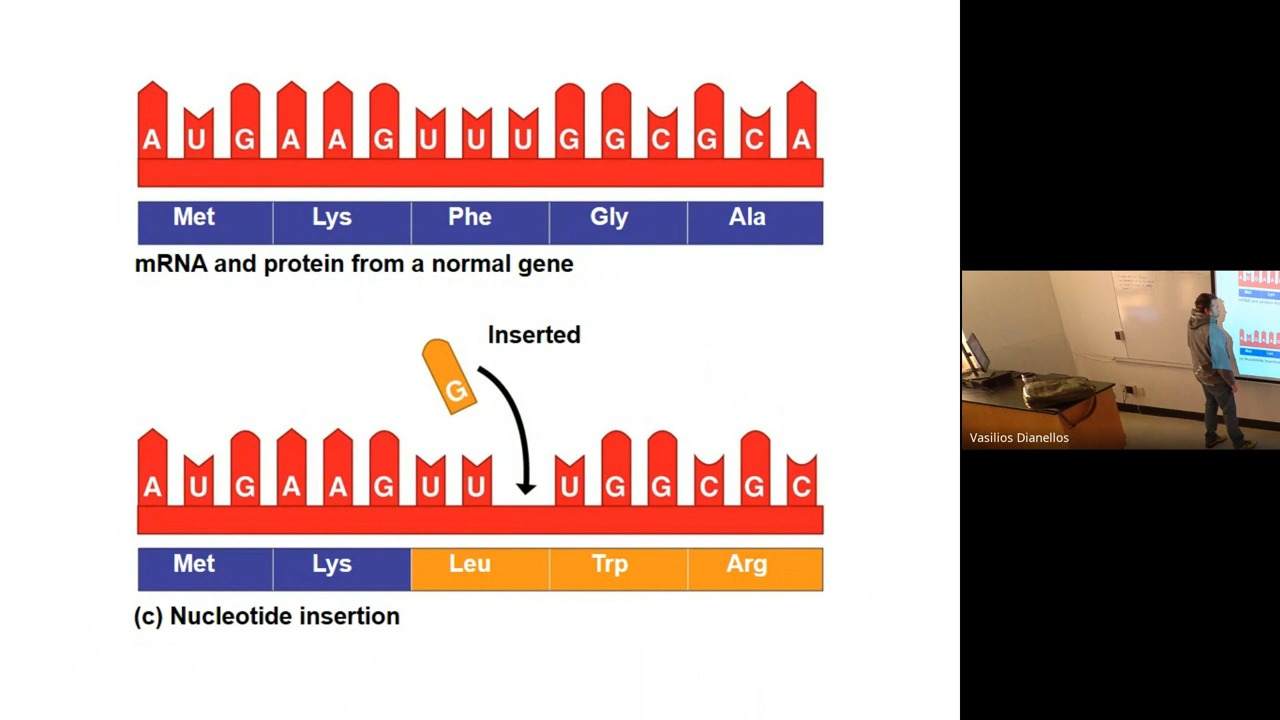 A U G A A G U U U G G C G C A
Met Lys Phe Gly Ala
mRNA and protein from a normal gene
Inserted
G
A U G A A G U U U G G C G C
Met Lys Leu Trp Arg
(c) Nucleotide insertion
Vasilios Dianellos